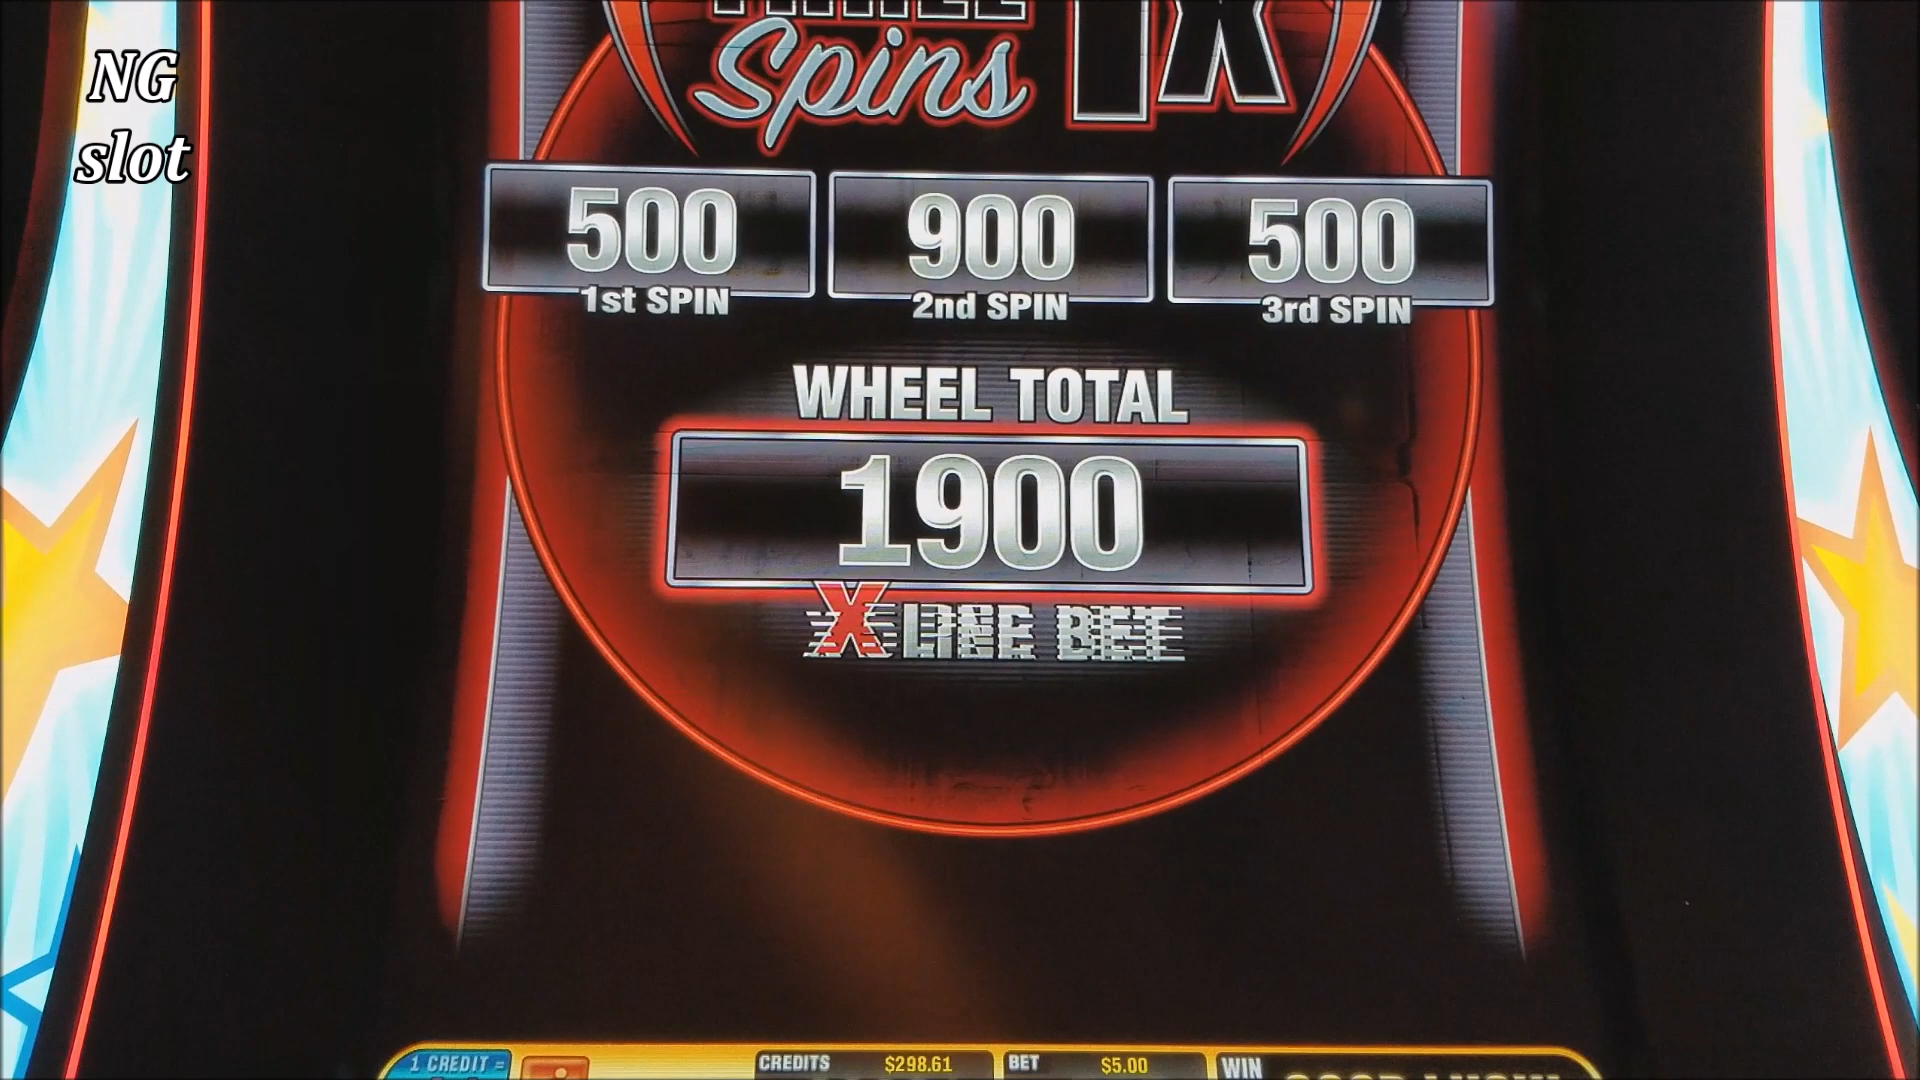 NG
slot
Spins 1X
500 900 500
1st SPIN 2nd SPIN 3rd SPIN
WHEEL TOTAL
1900
X LINE BET
1 CREDIT = CREDITS $298.61 BET $5.00 WIN